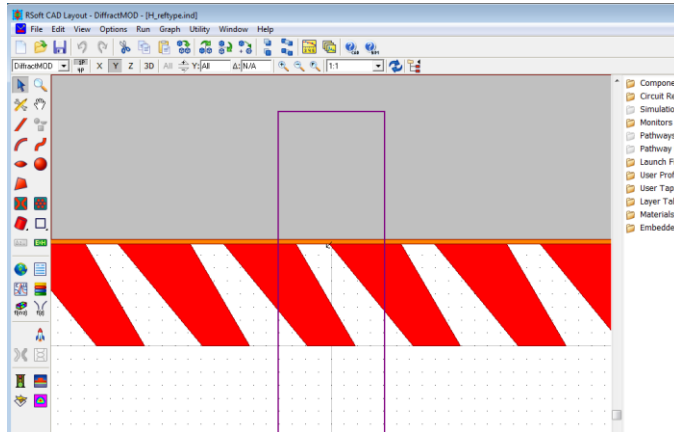 RSoft CAD Layout - DiffractMOD - [H_reftype.ind]
File Edit View Options Run Graph Utility Window Help
DiffractMOD X Y Z 3D All Y: All Δ: N/A 1:1
Compone
Circuit Re
Simulatio
Monitors
Pathways
Pathway
Launch F
User Prof
User Tap
Layer Tal
Materials
Embedde